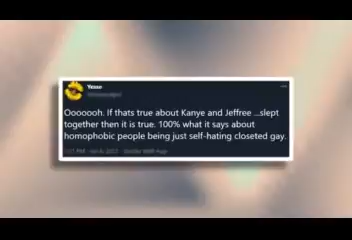 Yesso
Ooooooh. If thats true about Kanye and Jeffree ...slept
together then it is true. 100% what it says about
homophobic people being just self-hating closeted gay.